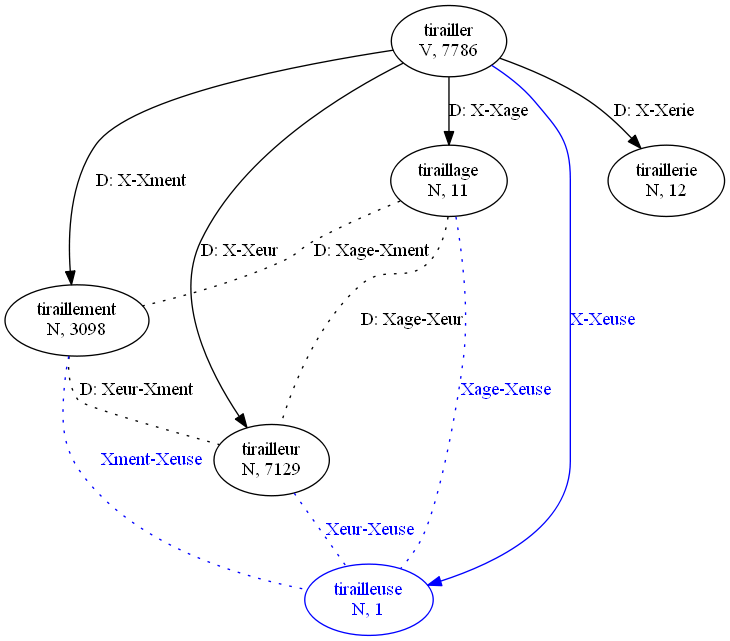 tirailler
V, 7786
D: X-Xage
D: X-Xerie
tiraillage
N, 11
tiraillerie
N, 12
D: X-Xment
D: X-Xeur
D: Xage-Xment
tiraillement
N, 3098
D: Xage-Xeur
X-Xeuse
D: Xeur-Xment
Xage-Xeuse
tirailleur
N, 7129
Xment-Xeuse
Xeur-Xeuse
tirailleuse
N, 1